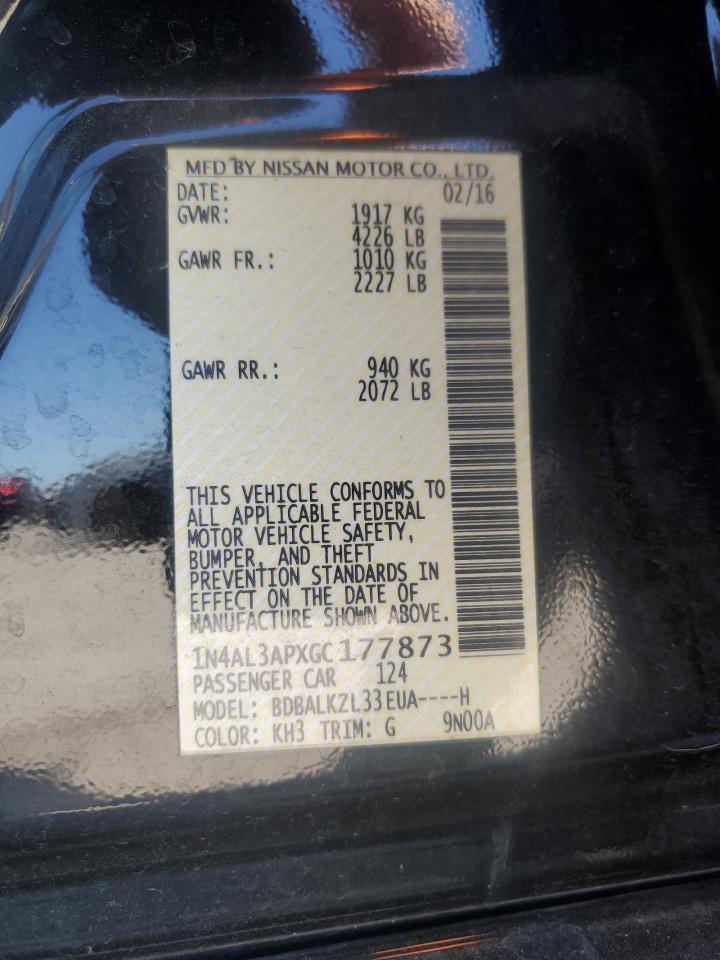 MFD BY NISSAN MOTOR CO., LTD.
DATE: 02/16
GVWR: 1917 KG
4226 LB
GAWR FR.: 1010 KG
2227 LB
GAWR RR.: 940 KG
2072 LB
THIS VEHICLE CONFORMS TO
ALL APPLICABLE FEDERAL
MOTOR VEHICLE SAFETY,
BUMPER, AND THEFT
PREVENTION STANDARDS IN
EFFECT ON THE DATE OF
MANUFACTURE SHOWN ABOVE.
1N4AL3APXGC177873
PASSENGER CAR 124
MODEL: BDBALKZL33EUA----H
COLOR: KH3 TRIM: G 9N00A